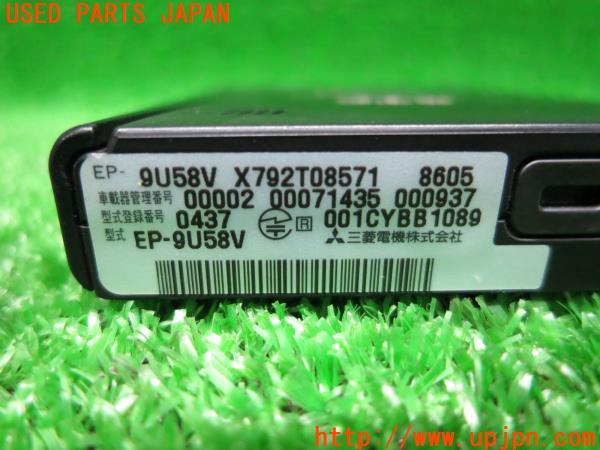 USED PARTS JAPAN
EP- 9U58V X792T08571 8605
車載器管理番号 00002 00071435 000937
型式登録番号 0437 R 001CYBB1089
型式 EP-9U58V 三菱電機株式会社
http://www.upjpn.com